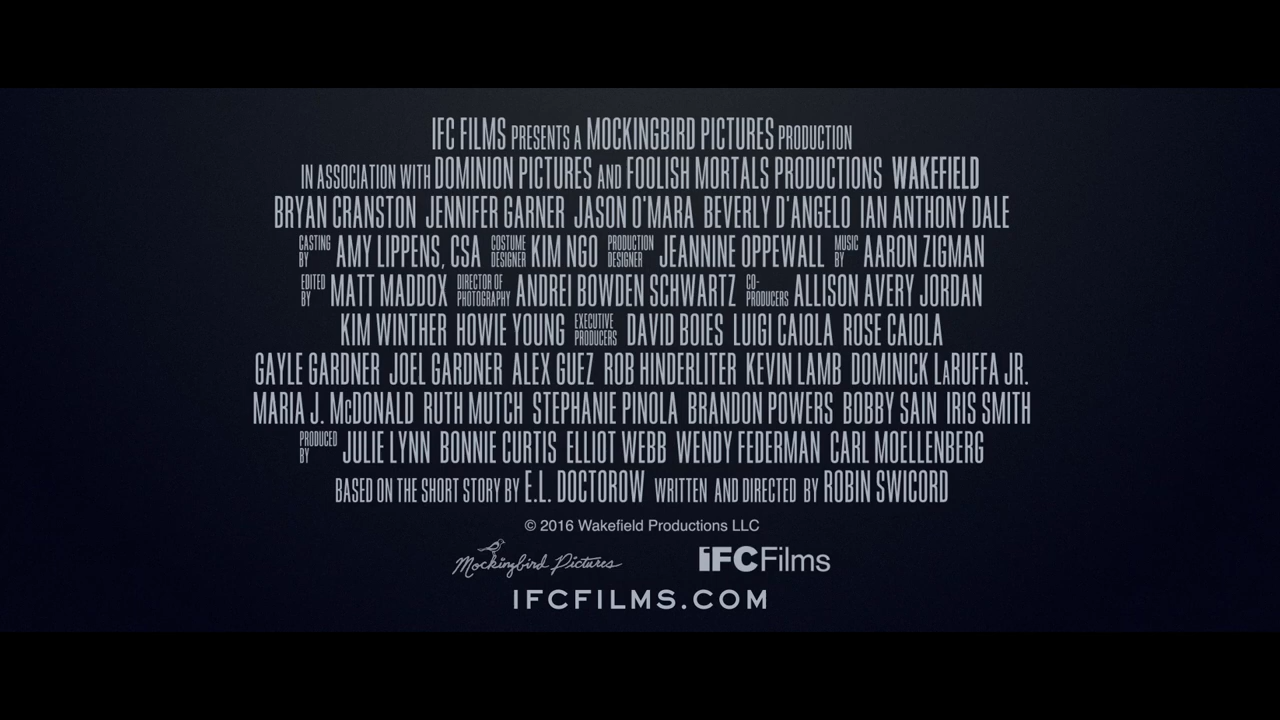 IFC FILMS PRESENTS A MOCKINGBIRD PICTURES PRODUCTION
IN ASSOCIATION WITH DOMINION PICTURES AND FOOLISH MORTALS PRODUCTIONS WAKEFIELD
BRYAN CRANSTON JENNIFER GARNER JASON O'MARA BEVERLY D'ANGELO IAN ANTHONY DALE
CASTING BY AMY LIPPENS, CSA COSTUME DESIGNER KIM NGO PRODUCTION DESIGNER JEANNINE OPPEWALL MUSIC BY AARON ZIGMAN
EDITED BY MATT MADDOX DIRECTOR OF PHOTOGRAPHY ANDREI BOWDEN SCHWARTZ CO-PRODUCERS ALLISON AVERY JORDAN
KIM WINTHER HOWIE YOUNG EXECUTIVE PRODUCERS DAVID BOIES LUIGI CAIOLA ROSE CAIOLA
GAYLE GARDNER JOEL GARDNER ALEX GUEZ ROB HINDERLITER KEVIN LAMB DOMINICK LaRUFFA JR.
MARIA J. McDONALD RUTH MUTCH STEPHANIE PINOLA BRANDON POWERS BOBBY SAIN IRIS SMITH
PRODUCED BY JULIE LYNN BONNIE CURTIS ELLIOT WEBB WENDY FEDERMAN CARL MOELLENBERG
BASED ON THE SHORT STORY BY E.L. DOCTOROW WRITTEN AND DIRECTED BY ROBIN SWICORD
© 2016 Wakefield Productions LLC
Mockingbird Pictures IFC Films
IFCFILMS.COM